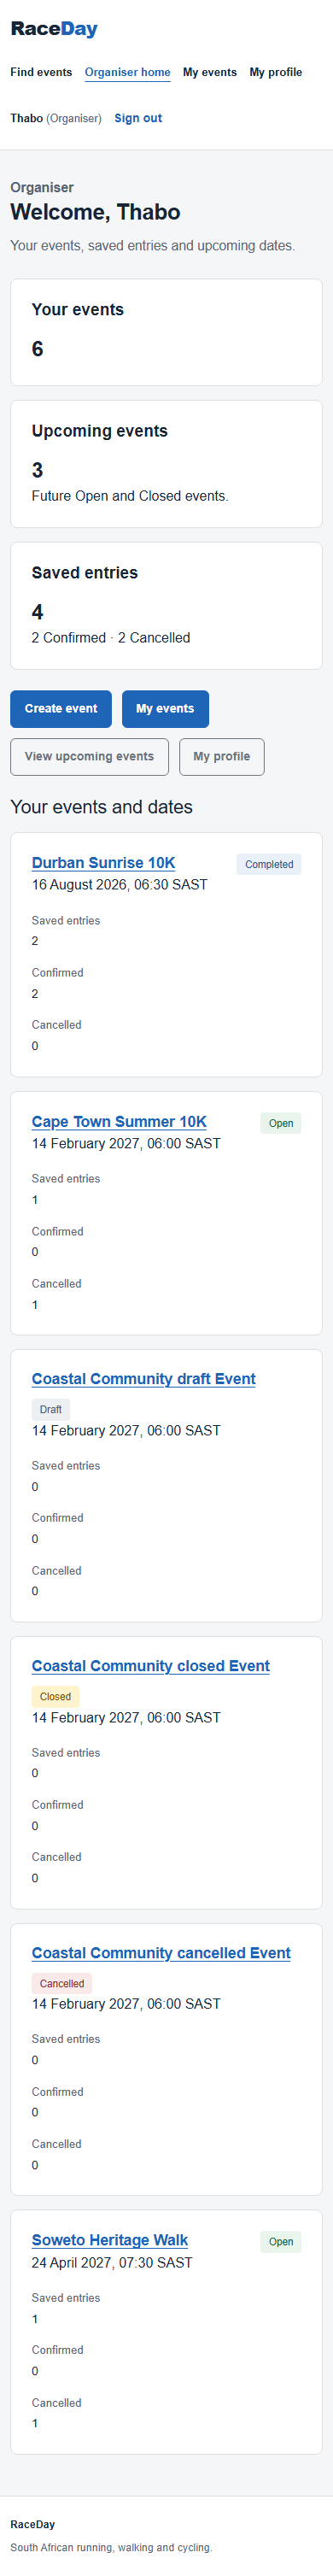 RaceDay
Find events Organiser home My events My profile
Thabo (Organiser) Sign out
Organiser
Welcome, Thabo
Your events, saved entries and upcoming dates.
Your events
6
Upcoming events
3
Future Open and Closed events.
Saved entries
4
2 Confirmed · 2 Cancelled
Create event My events
View upcoming events My profile
Your events and dates
Durban Sunrise 10K Completed
16 August 2026, 06:30 SAST
Saved entries
2
Confirmed
2
Cancelled
0
Cape Town Summer 10K Open
14 February 2027, 06:00 SAST
Saved entries
1
Confirmed
0
Cancelled
1
Coastal Community draft Event
Draft
14 February 2027, 06:00 SAST
Saved entries
0
Confirmed
0
Cancelled
0
Coastal Community closed Event
Closed
14 February 2027, 06:00 SAST
Saved entries
0
Confirmed
0
Cancelled
0
Coastal Community cancelled Event
Cancelled
14 February 2027, 06:00 SAST
Saved entries
0
Confirmed
0
Cancelled
0
Soweto Heritage Walk Open
24 April 2027, 07:30 SAST
Saved entries
1
Confirmed
0
Cancelled
1
RaceDay
South African running, walking and cycling.